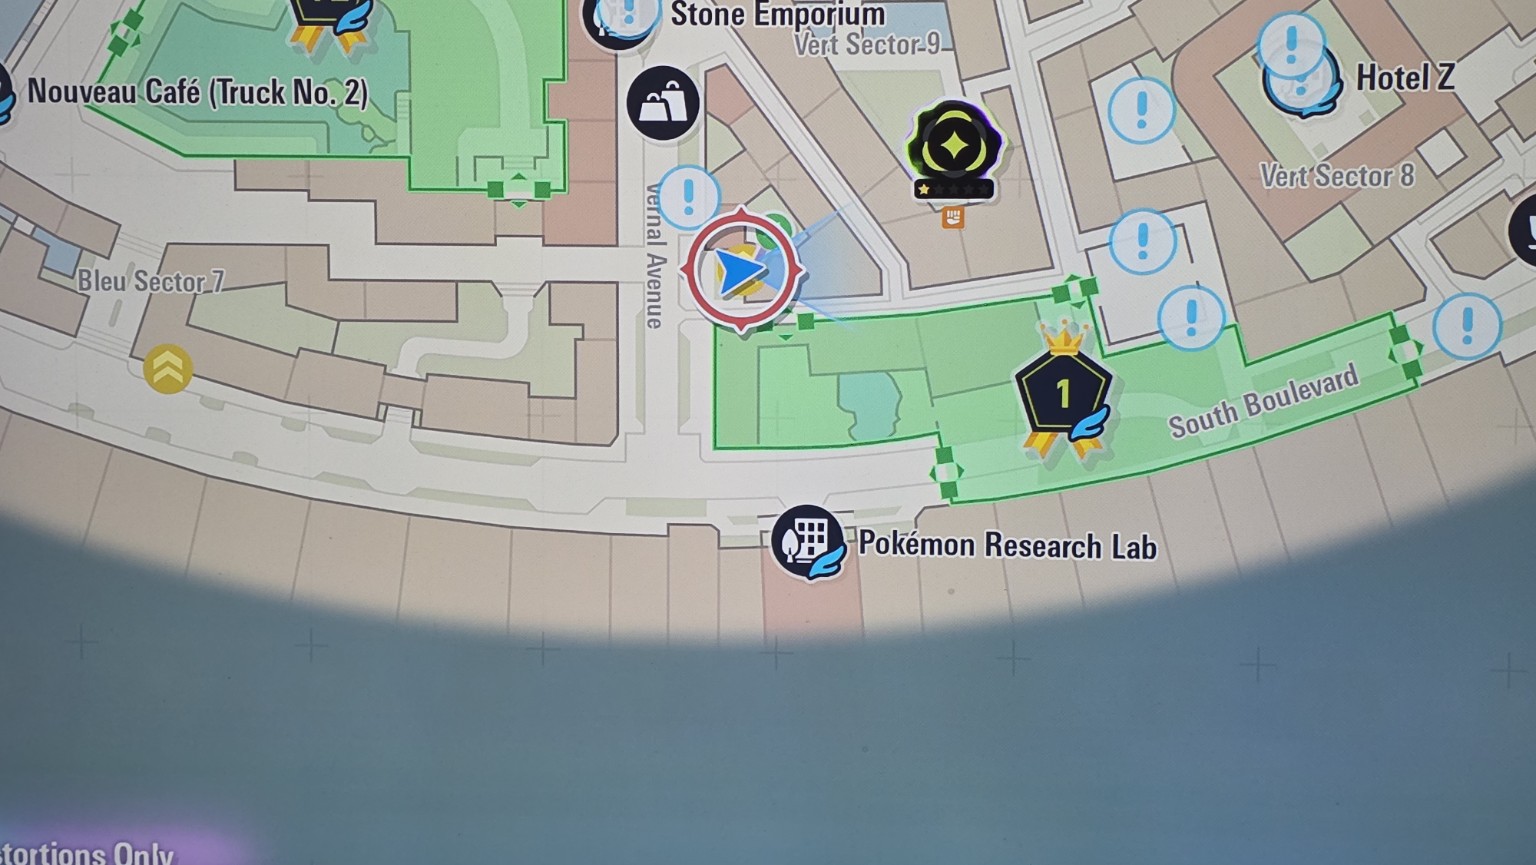 Stone Emporium
Vert Sector 9
Nouveau Café (Truck No. 2)
Hotel Z
Vert Sector 8
Vernal Avenue
Bleu Sector 7
1
South Boulevard
Pokémon Research Lab
Only